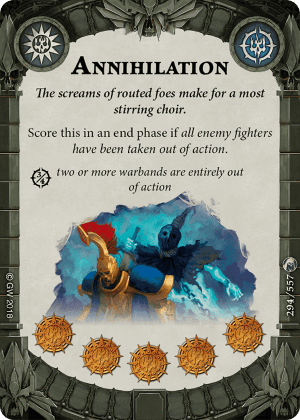 ANNIHILATION
The screams of routed foes make for a most
stirring choir.
Score this in an end phase if all enemy fighters
have been taken out of action.
3/4 two or more warbands are entirely out
of action
© GW 2018
294/557